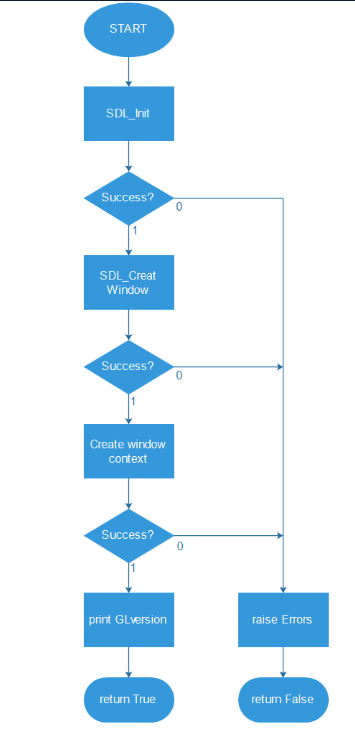 START
SDL_Init
Success?
0
1
SDL_Creat
Window
Success?
0
1
Create window
context
Success?
0
1
print GLversion
raise Errors
return True
return False